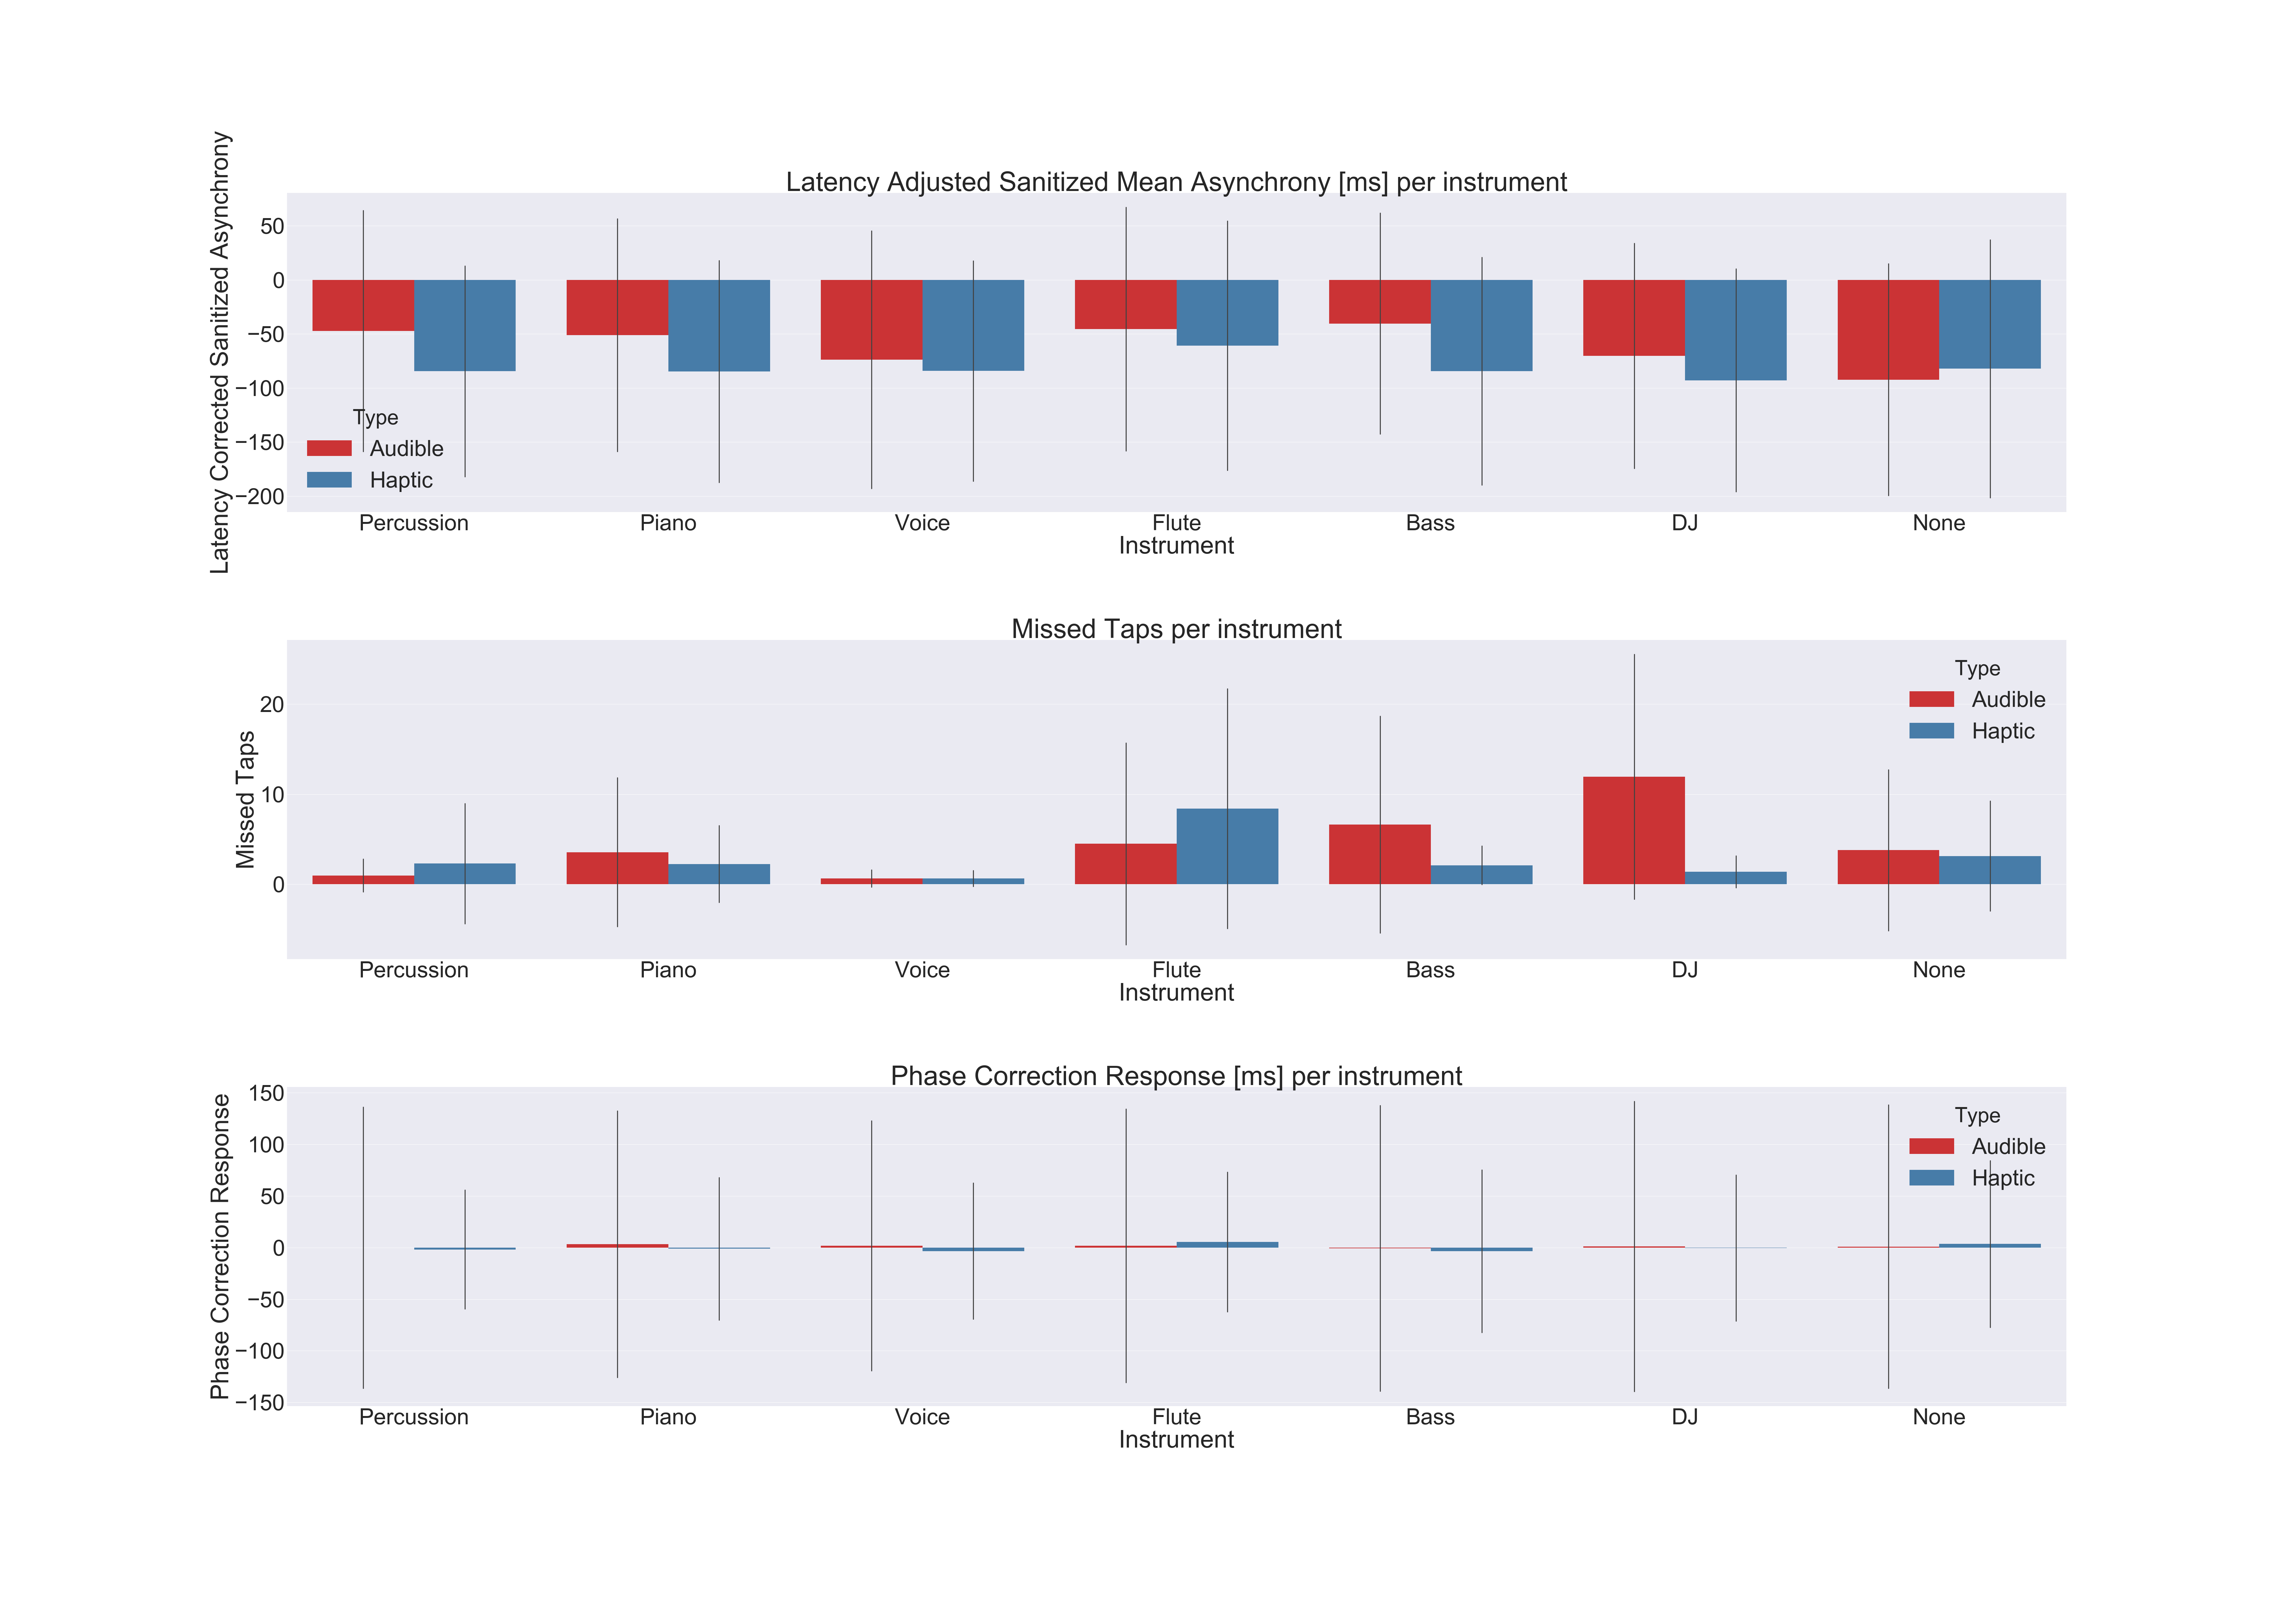 Latency Adjusted Sanitized Mean Asynchrony [ms] per instrument
Latency Corrected Sanitized Asynchrony
50
0
−50
−100
−150
−200
Type
Audible
Haptic
Percussion Piano Voice Flute Bass DJ None
Instrument
Missed Taps per instrument
Missed Taps
20
10
0
Type
Audible
Haptic
Percussion Piano Voice Flute Bass DJ None
Instrument
Phase Correction Response [ms] per instrument
Phase Correction Response
150
100
50
0
−50
−100
−150
Type
Audible
Haptic
Percussion Piano Voice Flute Bass DJ None
Instrument